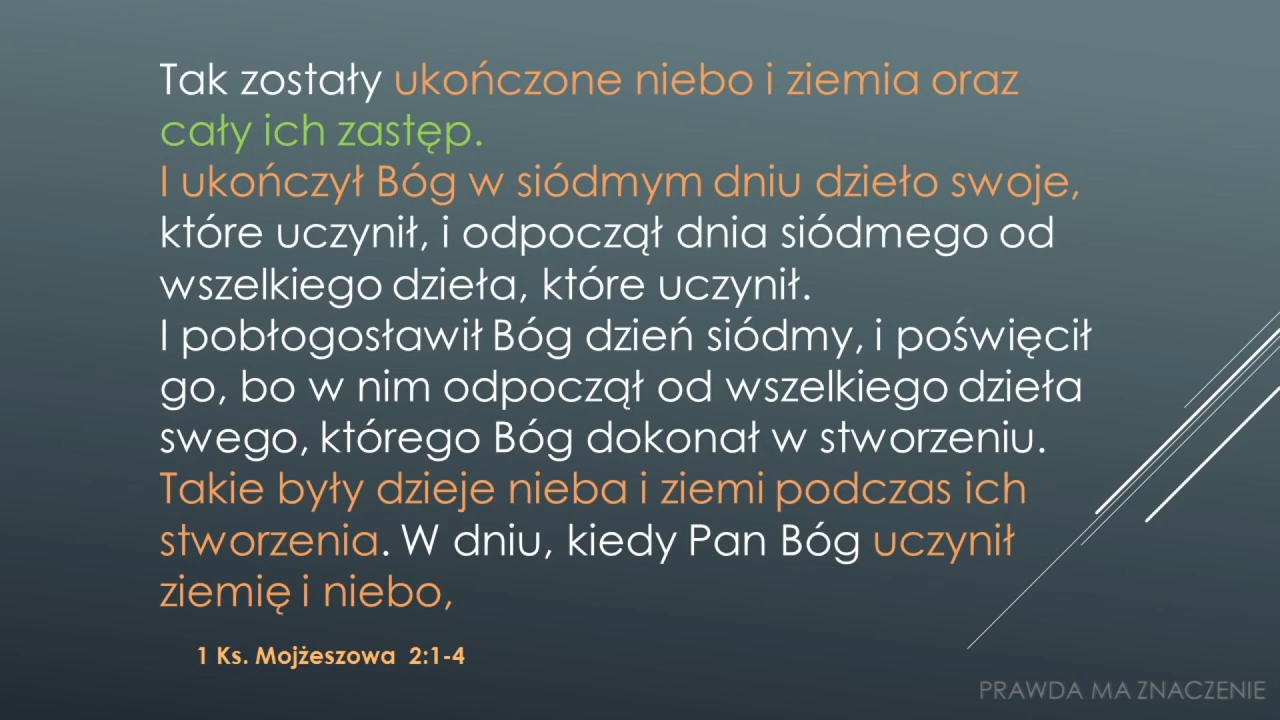 Tak zostały ukończone niebo i ziemia oraz
cały ich zastęp.
I ukończył Bóg w siódmym dniu dzieło swoje,
które uczynił, i odpoczął dnia siódmego od
wszelkiego dzieła, które uczynił.
I pobłogosławił Bóg dzień siódmy, i poświęcił
go, bo w nim odpoczął od wszelkiego dzieła
swego, którego Bóg dokonał w stworzeniu.
Takie były dzieje nieba i ziemi podczas ich
stworzenia. W dniu, kiedy Pan Bóg uczynił
ziemię i niebo,
1 Ks. Mojżeszowa 2:1-4
PRAWDA MA ZNACZENIE